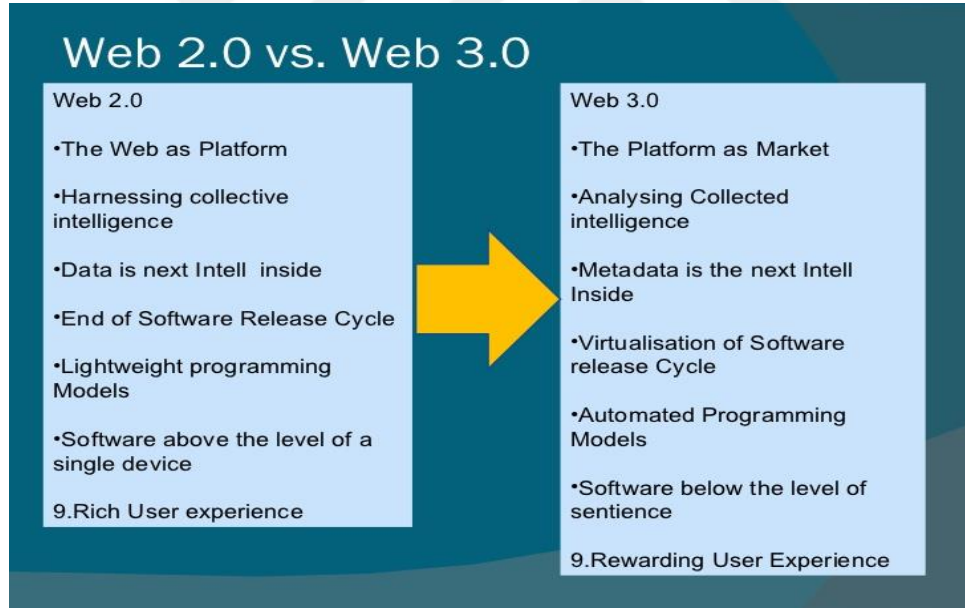 Web 2.0 vs. Web 3.0
Web 2.0
•The Web as Platform
•Harnessing collective
intelligence
•Data is next Intell inside
•End of Software Release Cycle
•Lightweight programming
Models
•Software above the level of a
single device
9.Rich User experience
Web 3.0
•The Platform as Market
•Analysing Collected
intelligence
•Metadata is the next Intell
Inside
•Virtualisation of Software
release Cycle
•Automated Programming
Models
•Software below the level of
sentience
9.Rewarding User Experience